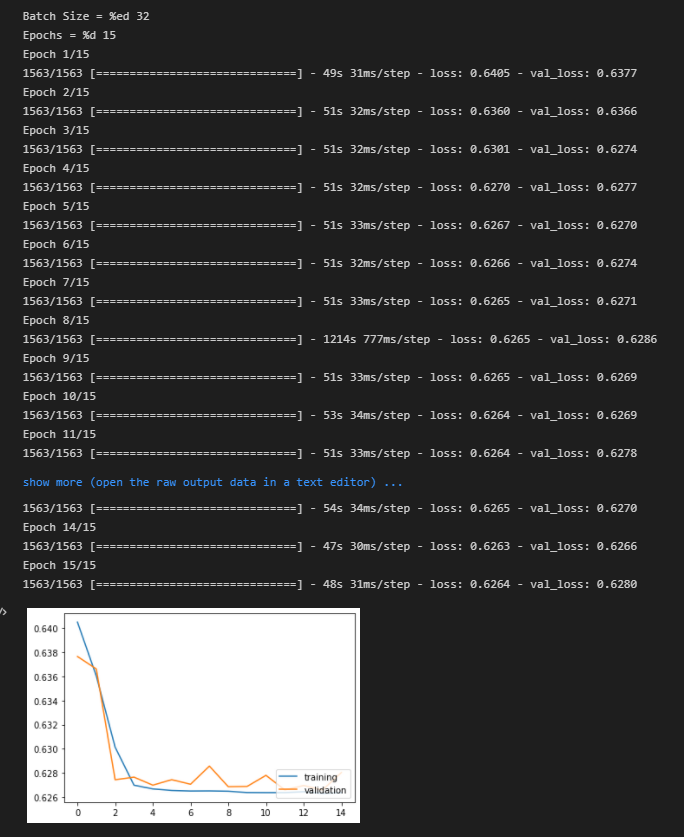 Batch Size = %ed 32
Epochs = %d 15
Epoch 1/15
1563/1563 [==============================] - 49s 31ms/step - loss: 0.6405 - val_loss: 0.6377
Epoch 2/15
1563/1563 [==============================] - 51s 32ms/step - loss: 0.6360 - val_loss: 0.6366
Epoch 3/15
1563/1563 [==============================] - 51s 32ms/step - loss: 0.6301 - val_loss: 0.6274
Epoch 4/15
1563/1563 [==============================] - 51s 32ms/step - loss: 0.6270 - val_loss: 0.6277
Epoch 5/15
1563/1563 [==============================] - 51s 33ms/step - loss: 0.6267 - val_loss: 0.6270
Epoch 6/15
1563/1563 [==============================] - 51s 32ms/step - loss: 0.6266 - val_loss: 0.6274
Epoch 7/15
1563/1563 [==============================] - 51s 33ms/step - loss: 0.6265 - val_loss: 0.6271
Epoch 8/15
1563/1563 [==============================] - 1214s 777ms/step - loss: 0.6265 - val_loss: 0.6286
Epoch 9/15
1563/1563 [==============================] - 51s 33ms/step - loss: 0.6265 - val_loss: 0.6269
Epoch 10/15
1563/1563 [==============================] - 53s 34ms/step - loss: 0.6264 - val_loss: 0.6269
Epoch 11/15
1563/1563 [==============================] - 51s 33ms/step - loss: 0.6264 - val_loss: 0.6278
show more (open the raw output data in a text editor) ...
1563/1563 [==============================] - 54s 34ms/step - loss: 0.6265 - val_loss: 0.6270
Epoch 14/15
1563/1563 [==============================] - 47s 30ms/step - loss: 0.6263 - val_loss: 0.6266
Epoch 15/15
1563/1563 [==============================] - 48s 31ms/step - loss: 0.6264 - val_loss: 0.6280
0.640
0.638
0.636
0.634
0.632
0.630
0.628
0.626
training
validation
0 2 4 6 8 10 12 14